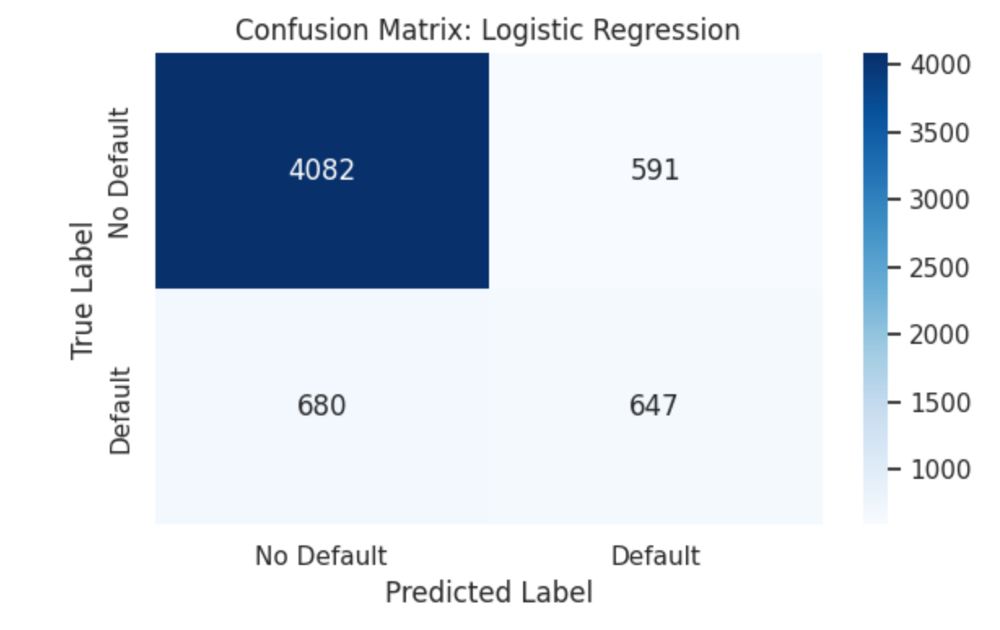 Confusion Matrix: Logistic Regression
True Label
No Default
Default
4082
591
680
647
No Default
Default
Predicted Label
4000
3500
3000
2500
2000
1500
1000